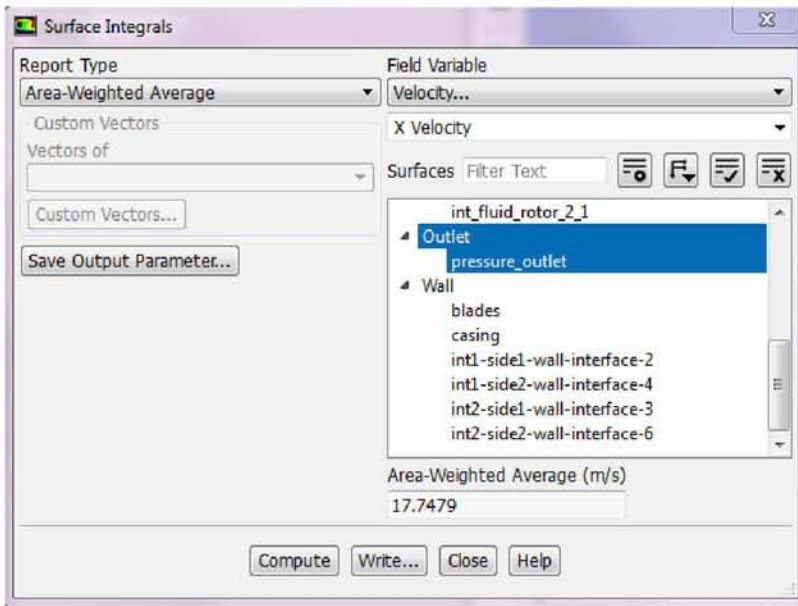 Surface Integrals
Report Type
Area-Weighted Average
Custom Vectors
Vectors of
Custom Vectors...
Save Output Parameter...
Field Variable
Velocity...
X Velocity
Surfaces Filter Text
int_fluid_rotor_2_1
Outlet
pressure_outlet
Wall
blades
casing
int1-side1-wall-interface-2
int1-side2-wall-interface-4
int2-side1-wall-interface-3
int2-side2-wall-interface-6
Area-Weighted Average (m/s)
17.7479
Compute Write... Close Help